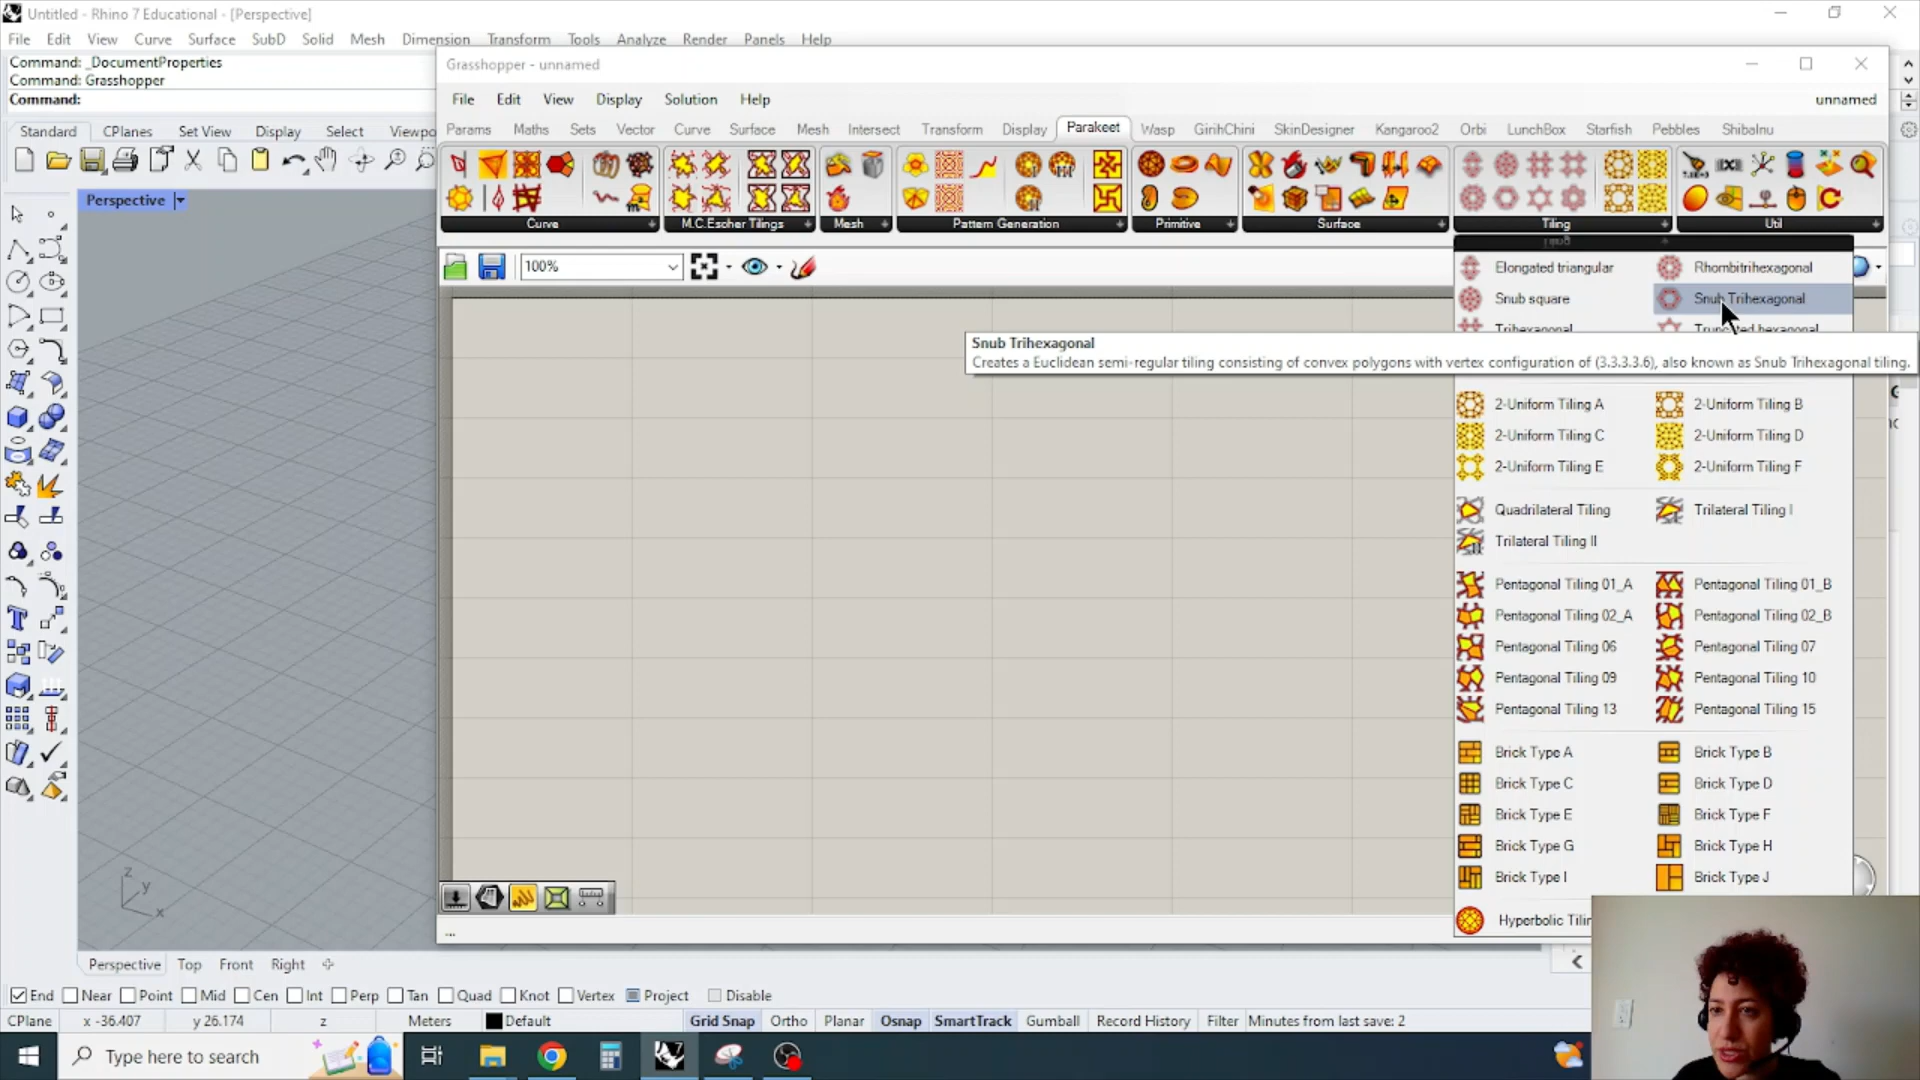 Untitled - Rhino 7 Educational - [Perspective]
File Edit View Curve Surface SubD Solid Mesh Dimension Transform Tools Analyze Render Panels Help
Command: _DocumentProperties
Command: Grasshopper
Command:
Standard CPlanes Set View Display Select Viewpo
Perspective
Grasshopper - unnamed
File Edit View Display Solution Help unnamed
Params Maths Sets Vector Curve Surface Mesh Intersect Transform Display Parakeet Wasp GirihChini SkinDesigner Kangaroo2 Orbi LunchBox Starfish Pebbles ShibaInu
Curve M.C.Escher Tilings Mesh Pattern Generation Primitive Surface Tiling Util
100%
Tiling
Elongated triangular Rhombitrihexagonal
Snub square Snub Trihexagonal
Trihexagonal Truncated hexagonal
Snub Trihexagonal
Creates a Euclidean semi-regular tiling consisting of convex polygons with vertex configuration of (3.3.3.3.6), also known as Snub Trihexagonal tiling.
2-Uniform Tiling A 2-Uniform Tiling B
2-Uniform Tiling C 2-Uniform Tiling D
2-Uniform Tiling E 2-Uniform Tiling F
Quadrilateral Tiling Trilateral Tiling I
Trilateral Tiling II
Pentagonal Tiling 01_A Pentagonal Tiling 01_B
Pentagonal Tiling 02_A Pentagonal Tiling 02_B
Pentagonal Tiling 06 Pentagonal Tiling 07
Pentagonal Tiling 09 Pentagonal Tiling 10
Pentagonal Tiling 13 Pentagonal Tiling 15
Brick Type A Brick Type B
Brick Type C Brick Type D
Brick Type E Brick Type F
Brick Type G Brick Type H
Brick Type I Brick Type J
Hyperbolic Tilin
z
y
x
...
Perspective Top Front Right
End Near Point Mid Cen Int Perp Tan Quad Knot Vertex Project Disable
CPlane x -36.407 y 26.174 z Meters Default Grid Snap Ortho Planar Osnap SmartTrack Gumball Record History Filter Minutes from last save: 2
Type here to search